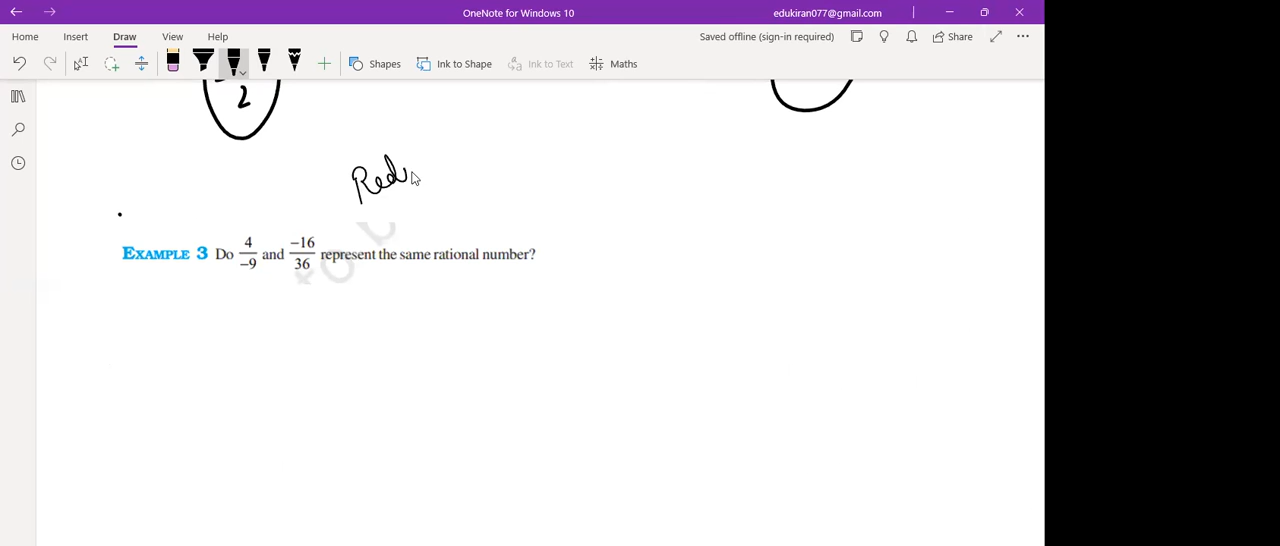 OneNote for Windows 10
edukiran077@gmail.com
Home Insert Draw View Help
Saved offline (sign-in required) Share
Shapes Ink to Shape Ink to Text Maths
2
Red
EXAMPLE 3 Do 4/−9 and −16/36 represent the same rational number?